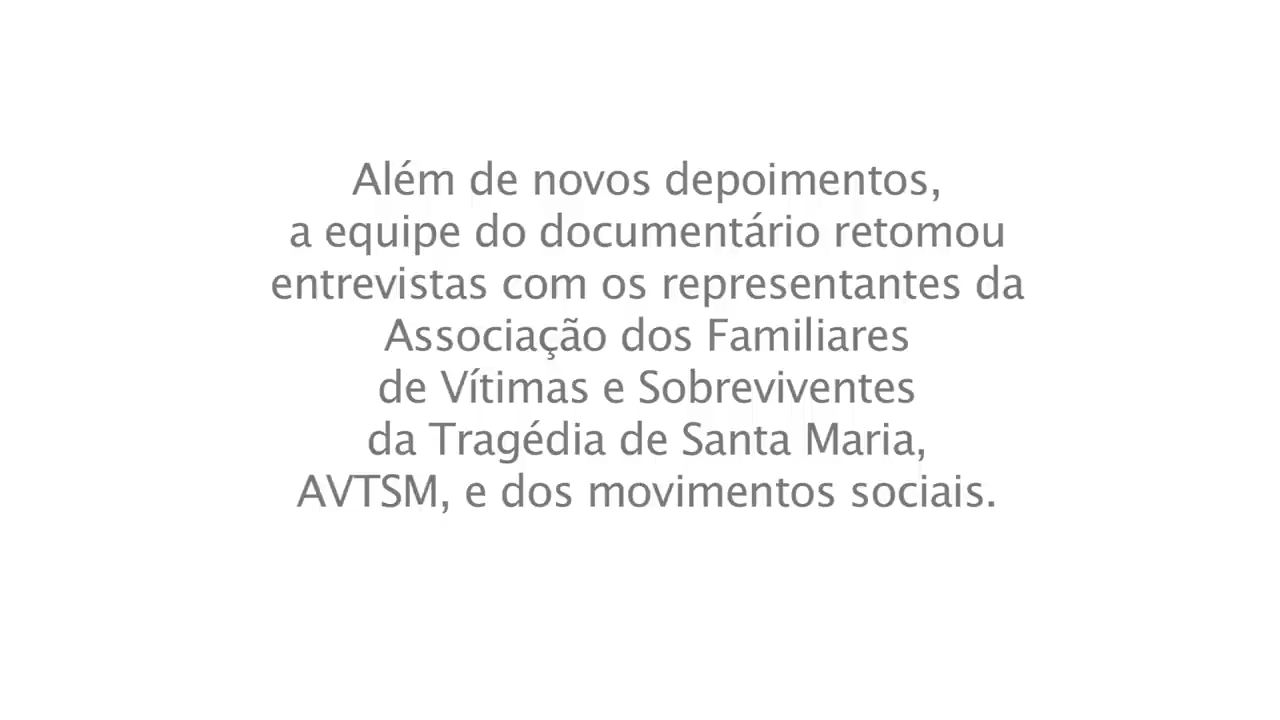 Além de novos depoimentos,
a equipe do documentário retomou
entrevistas com os representantes da
Associação dos Familiares
de Vítimas e Sobreviventes
da Tragédia de Santa Maria,
AVTSM, e dos movimentos sociais.